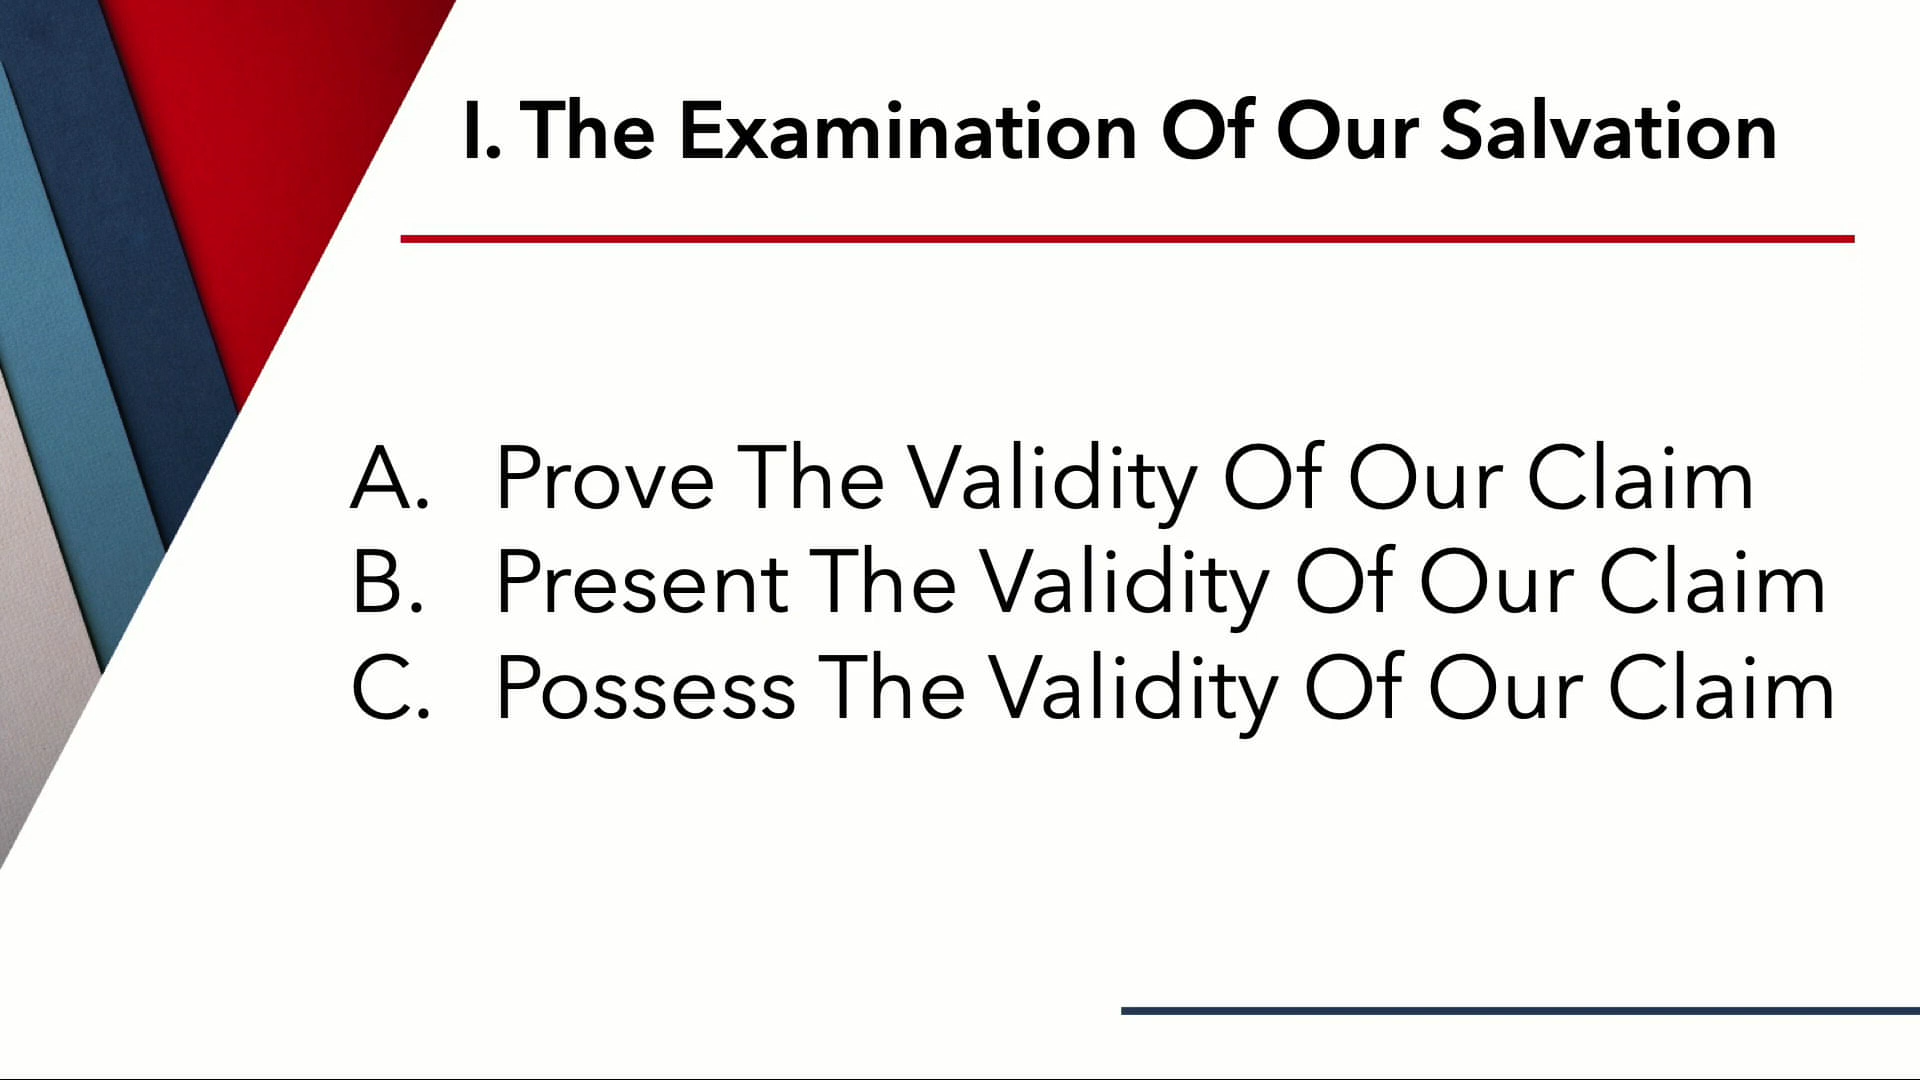 I. The Examination Of Our Salvation
A. Prove The Validity Of Our Claim
B. Present The Validity Of Our Claim
C. Possess The Validity Of Our Claim